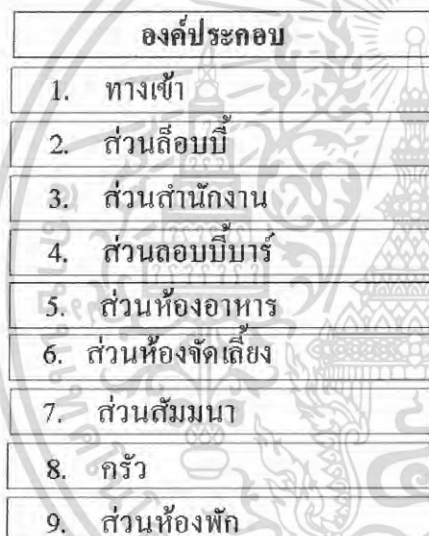 องค์ประกอบ
1. ทางเข้า
2. ส่วนล็อบบี้
3. ส่วนสำนักงาน
4. ส่วนลอบบี้บาร์
5. ส่วนห้องอาหาร
6. ส่วนห้องจัดเลี้ยง
7. ส่วนสัมมนา
8. ครัว
9. ส่วนห้องพัก